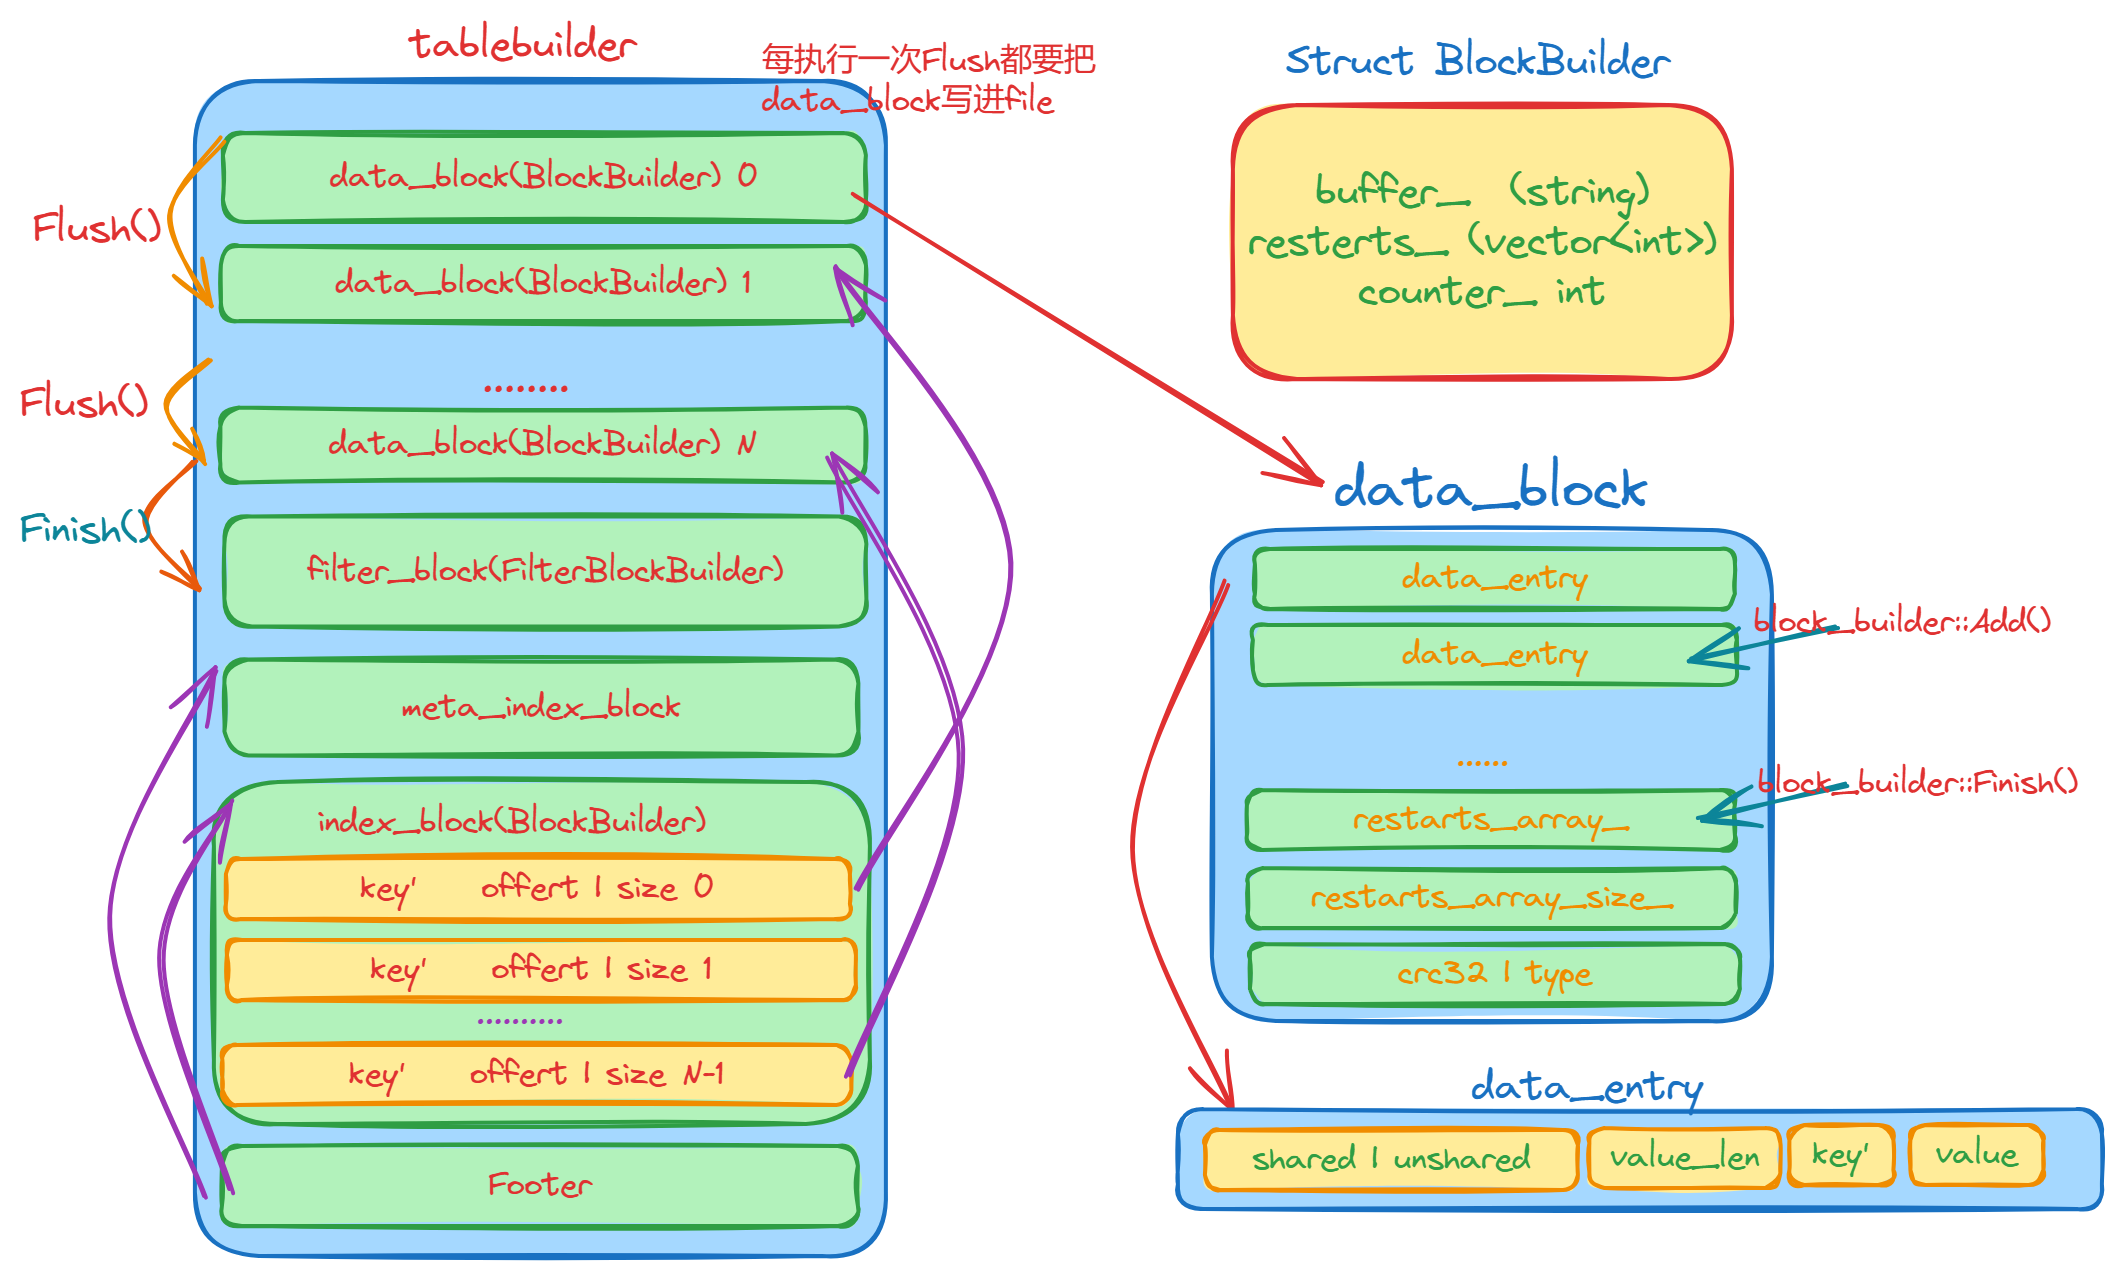 tablebuilder
每执行一次Flush都要把
data_block写进file
data_block(BlockBuilder) 0
Flush()
data_block(BlockBuilder) 1
........
Flush()
data_block(BlockBuilder) N
Finish()
filter_block(FilterBlockBuilder)
meta_index_block
index_block(BlockBuilder)
key' offert | size 0
key' offert | size 1
..........
key' offert | size N-1
Footer
Struct BlockBuilder
buffer_ (string)
resterts_ (vector<int>)
counter_ int
data_block
data_entry
block_builder::Add()
data_entry
......
block_builder::Finish()
restarts_array_
restarts_array_size_
crc32 | type
data_entry
shared | unshared value_len key' value